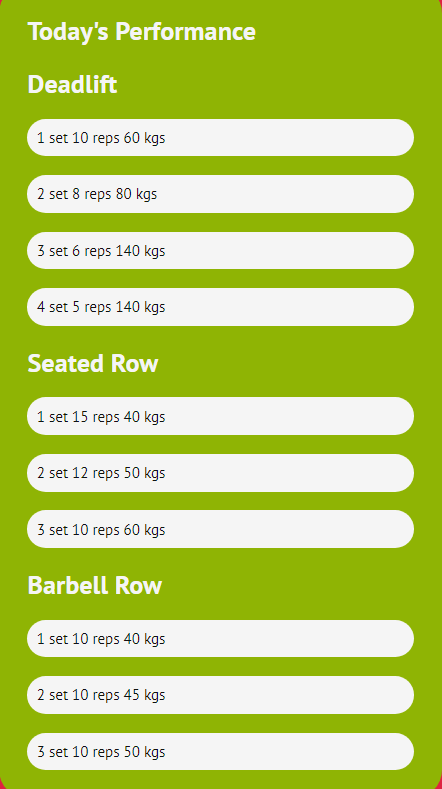 Today's Performance
Deadlift
1 set 10 reps 60 kgs
2 set 8 reps 80 kgs
3 set 6 reps 140 kgs
4 set 5 reps 140 kgs
Seated Row
1 set 15 reps 40 kgs
2 set 12 reps 50 kgs
3 set 10 reps 60 kgs
Barbell Row
1 set 10 reps 40 kgs
2 set 10 reps 45 kgs
3 set 10 reps 50 kgs